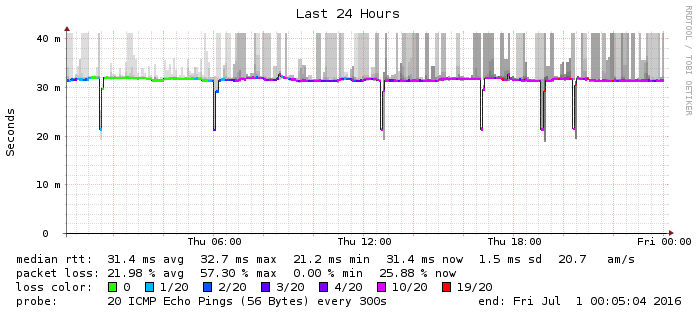 Last 24 Hours
RRDTOOL / TOBI OETIKER
Seconds
40 m
30 m
20 m
10 m
0
Thu 06:00 Thu 12:00 Thu 18:00 Fri 00:00
median rtt: 31.4 ms avg 32.7 ms max 21.2 ms min 31.4 ms now 1.5 ms sd 20.7 am/s
packet loss: 21.98 % avg 57.30 % max 0.00 % min 25.88 % now
loss color: 0 1/20 2/20 3/20 4/20 10/20 19/20
probe: 20 ICMP Echo Pings (56 Bytes) every 300s end: Fri Jul 1 00:05:04 2016